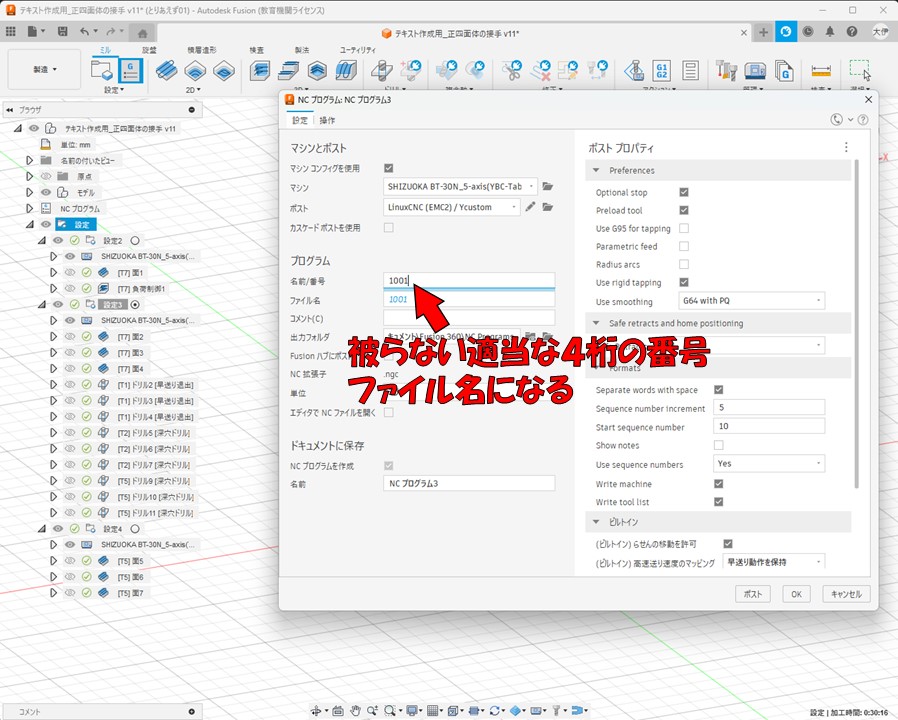 テキスト作成用_正四面体の接手 v11* (とりあえず01) - Autodesk Fusion (教育機関ライセンス)
テキスト作成用_正四面体の接手 v11*
大伊
ミル 旋盤 積層造形 検査 製法 ユーティリティ
製造
設定
2D
G1
G2
ブラウザ
テキスト作成用_正四面体の接手 v11
単位: mm
名前の付いたビュー
原点
モデル
NC プログラム
設定
設定2
SHIZUOKA BT-30N_5-axis(...
[T7] 面1
[T7] 負荷制御1
設定3
SHIZUOKA BT-30N_5-axis(...
[T7] 面2
[T7] 面3
[T7] 面4
[T1] ドリル2 [早送り退出]
[T1] ドリル3 [早送り退出]
[T1] ドリル4 [早送り退出]
[T2] ドリル5 [深穴ドリル]
[T2] ドリル6 [深穴ドリル]
[T2] ドリル7 [深穴ドリル]
[T5] ドリル9 [深穴ドリル]
[T5] ドリル10 [深穴ドリル]
[T5] ドリル11 [深穴ドリル]
設定4
SHIZUOKA BT-30N_5-axis(...
[T5] 面5
[T5] 面6
[T5] 面7
コメント
NC プログラム: NC プログラム3
設定 操作
マシンとポスト
マシン コンフィグを使用
マシン SHIZUOKA BT-30N_5-axis(YBC-Tab
ポスト LinuxCNC (EMC2) / Ycustom
カスケード ポストを使用
プログラム
名前/番号 1001
ファイル名 1001
コメント(C)
出力フォルダ キュメント\Fusion 360\NC Programs
Fusion ハブにポスト
NC 拡張子 .ngc
単位
エディタで NC ファイルを開く
ドキュメントに保存
NC プログラムを作成
名前 NC プログラム3
被らない適当な4桁の番号
ファイル名になる
ポスト プロパティ
Preferences
Optional stop
Preload tool
Use G95 for tapping
Parametric feed
Radius arcs
Use rigid tapping
Use smoothing G64 with PQ
Safe retracts and home positioning
Formats
Separate words with space
Sequence number increment 5
Start sequence number 10
Show notes
Use sequence numbers Yes
Write machine
Write tool list
ビルトイン
(ビルトイン) らせんの移動を許可
(ビルトイン) 高速送り速度のマッピング 早送り動作を保持
ポスト OK キャンセル
設定 | 加工時間: 0:30:16